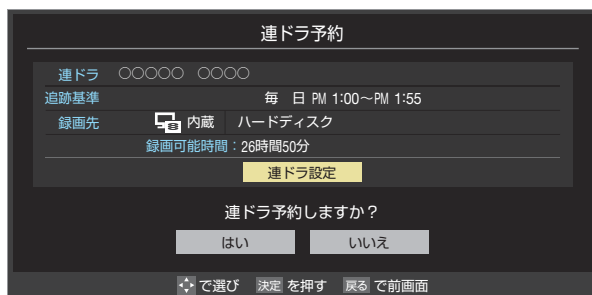 連ドラ予約
連ドラ ○○○○○ ○○○○
追跡基準 毎 日 PM 1:00~PM 1:55
録画先 内蔵 ハードディスク
録画可能時間:26時間50分
連ドラ設定
連ドラ予約しますか?
はい いいえ
で選び 決定 を押す 戻る で前画面